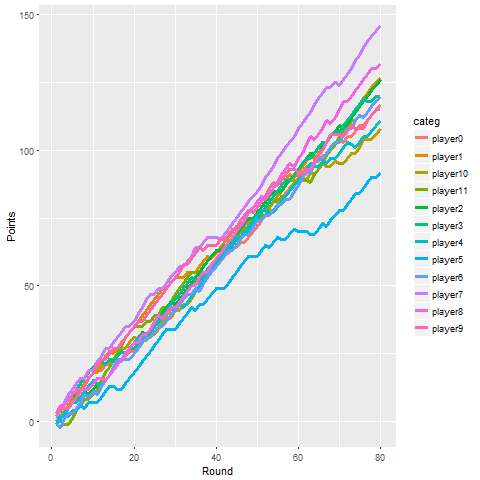 150
100
50
0
0
20
40
60
80
Round
Points
categ
player0
player1
player10
player11
player2
player3
player4
player5
player6
player7
player8
player9